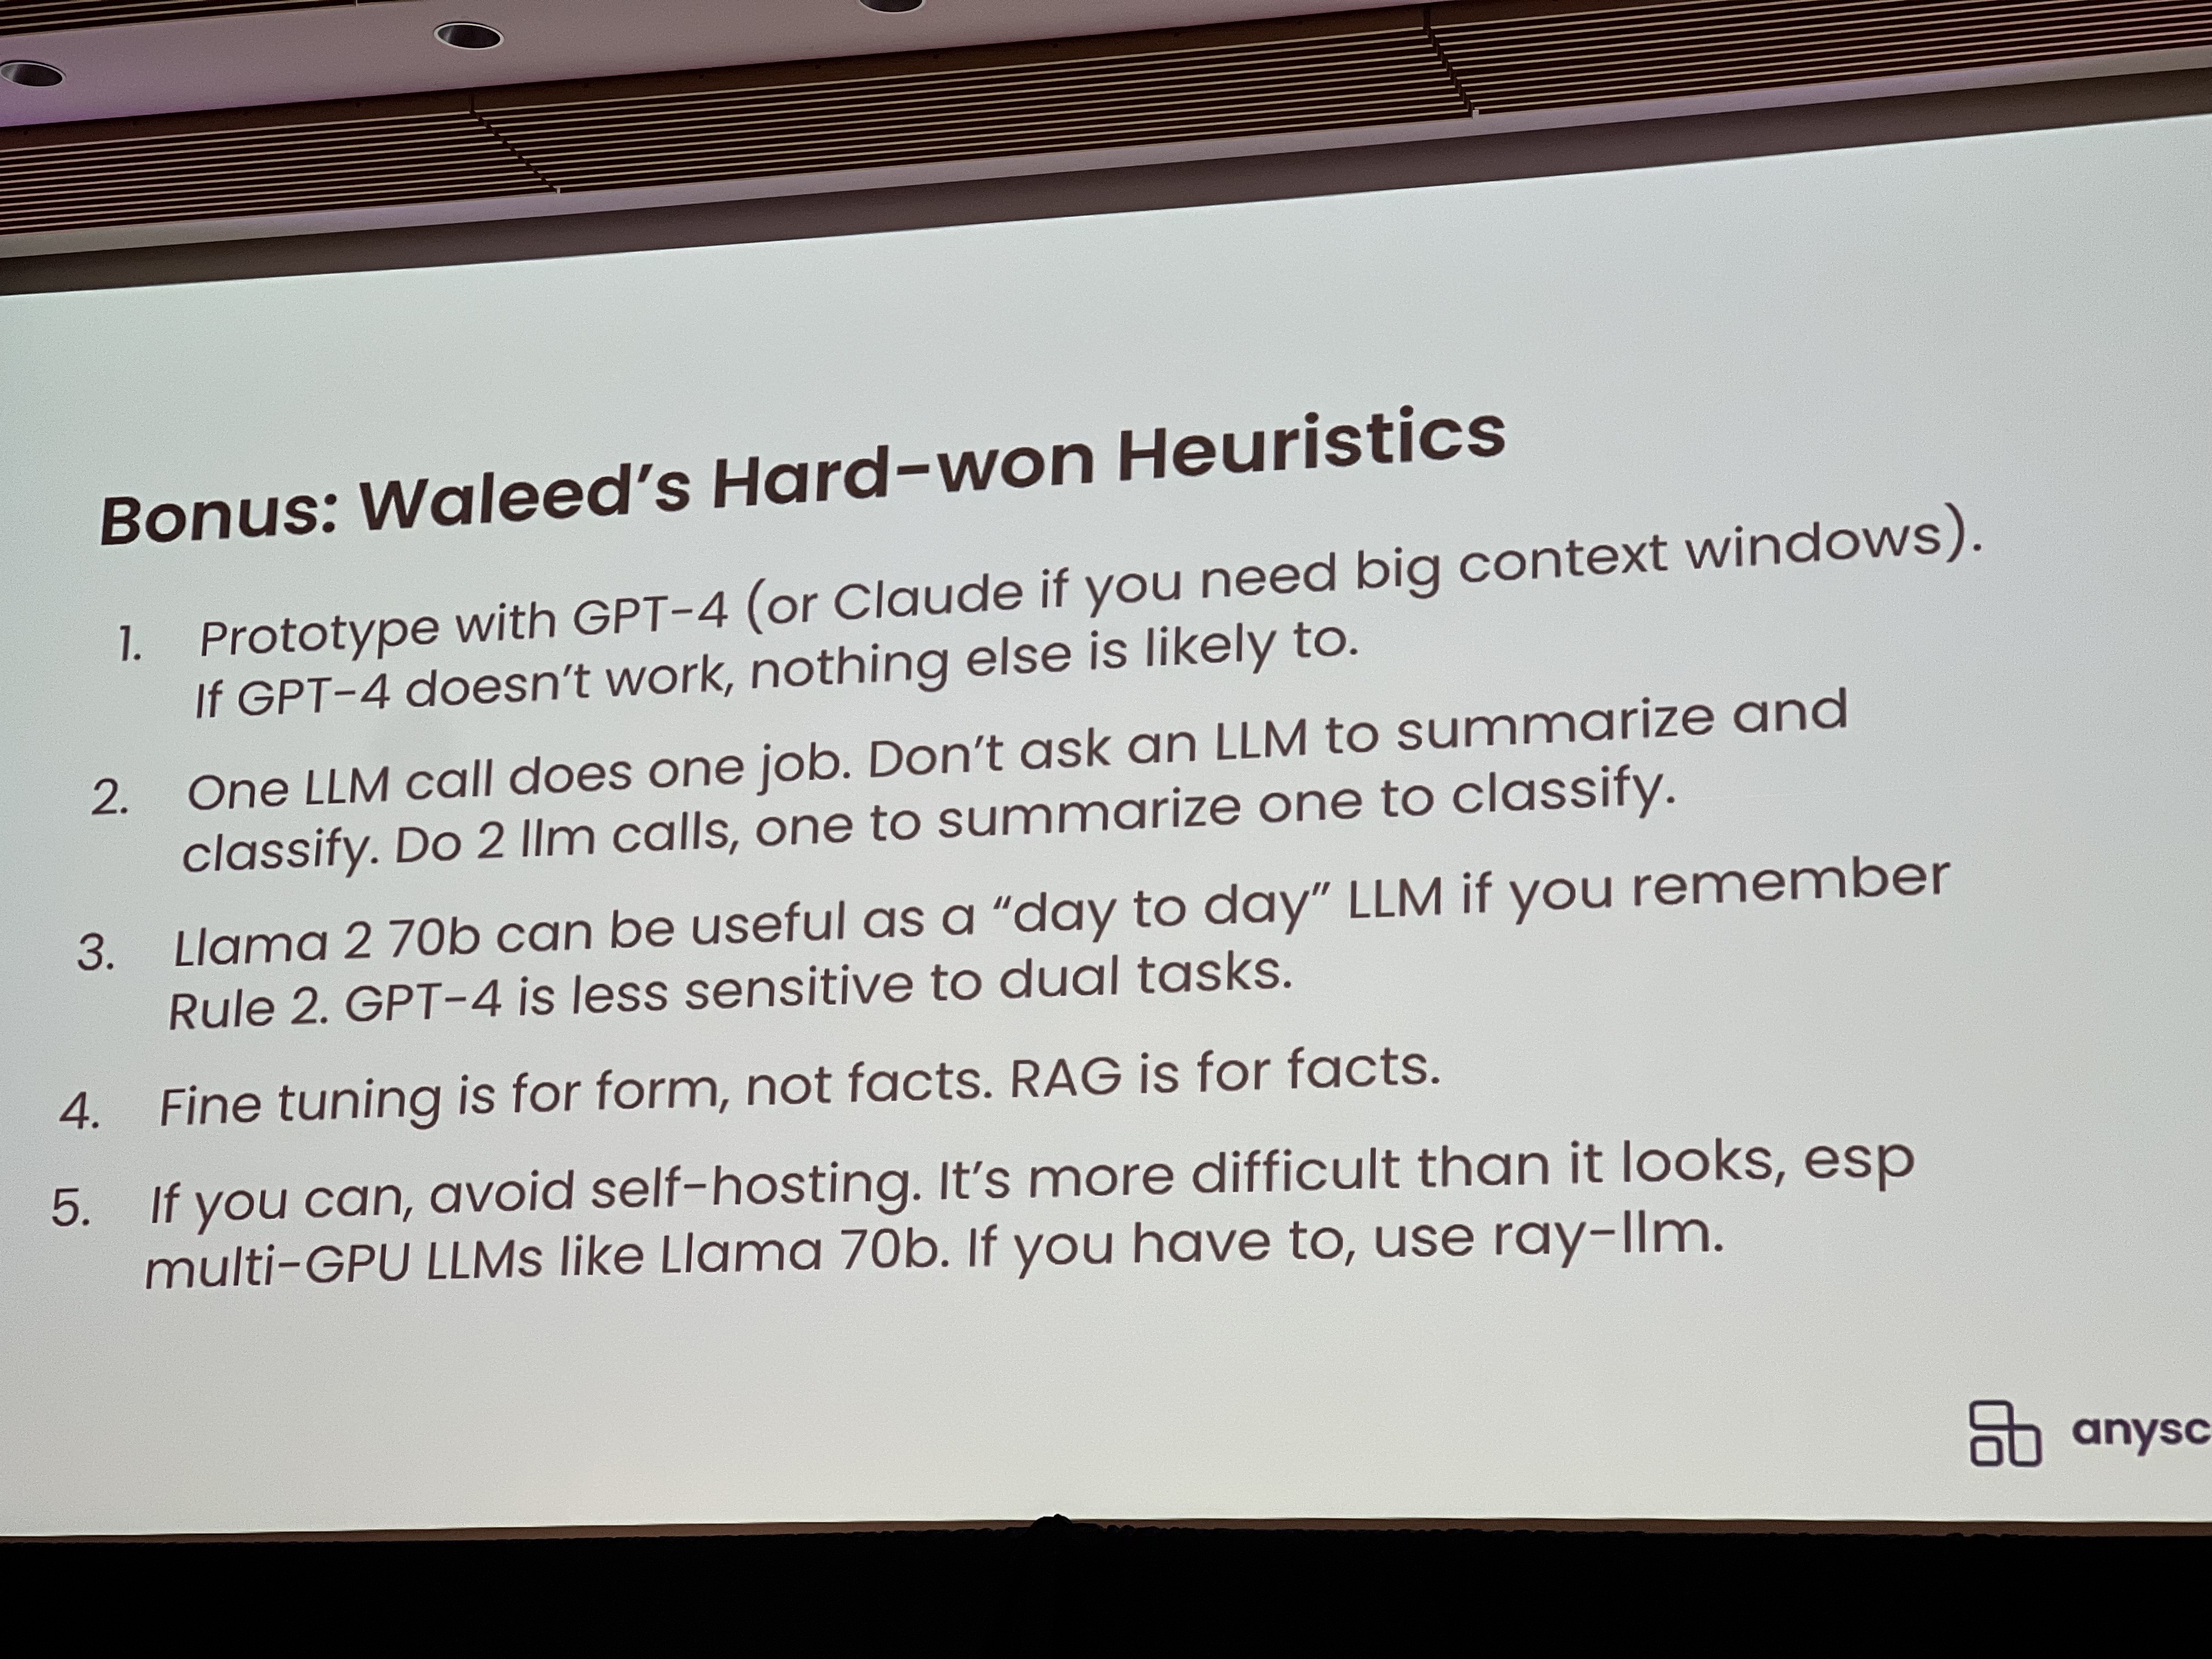 Bonus: Waleed’s Hard-won Heuristics
1. Prototype with GPT-4 (or Claude if you need big context windows).
If GPT-4 doesn’t work, nothing else is likely to.
2. One LLM call does one job. Don’t ask an LLM to summarize and
classify. Do 2 llm calls, one to summarize one to classify.
3. Llama 2 70b can be useful as a “day to day” LLM if you remember
Rule 2. GPT-4 is less sensitive to dual tasks.
4. Fine tuning is for form, not facts. RAG is for facts.
5. If you can, avoid self-hosting. It’s more difficult than it looks, esp
multi-GPU LLMs like Llama 70b. If you have to, use ray-llm.
anysc